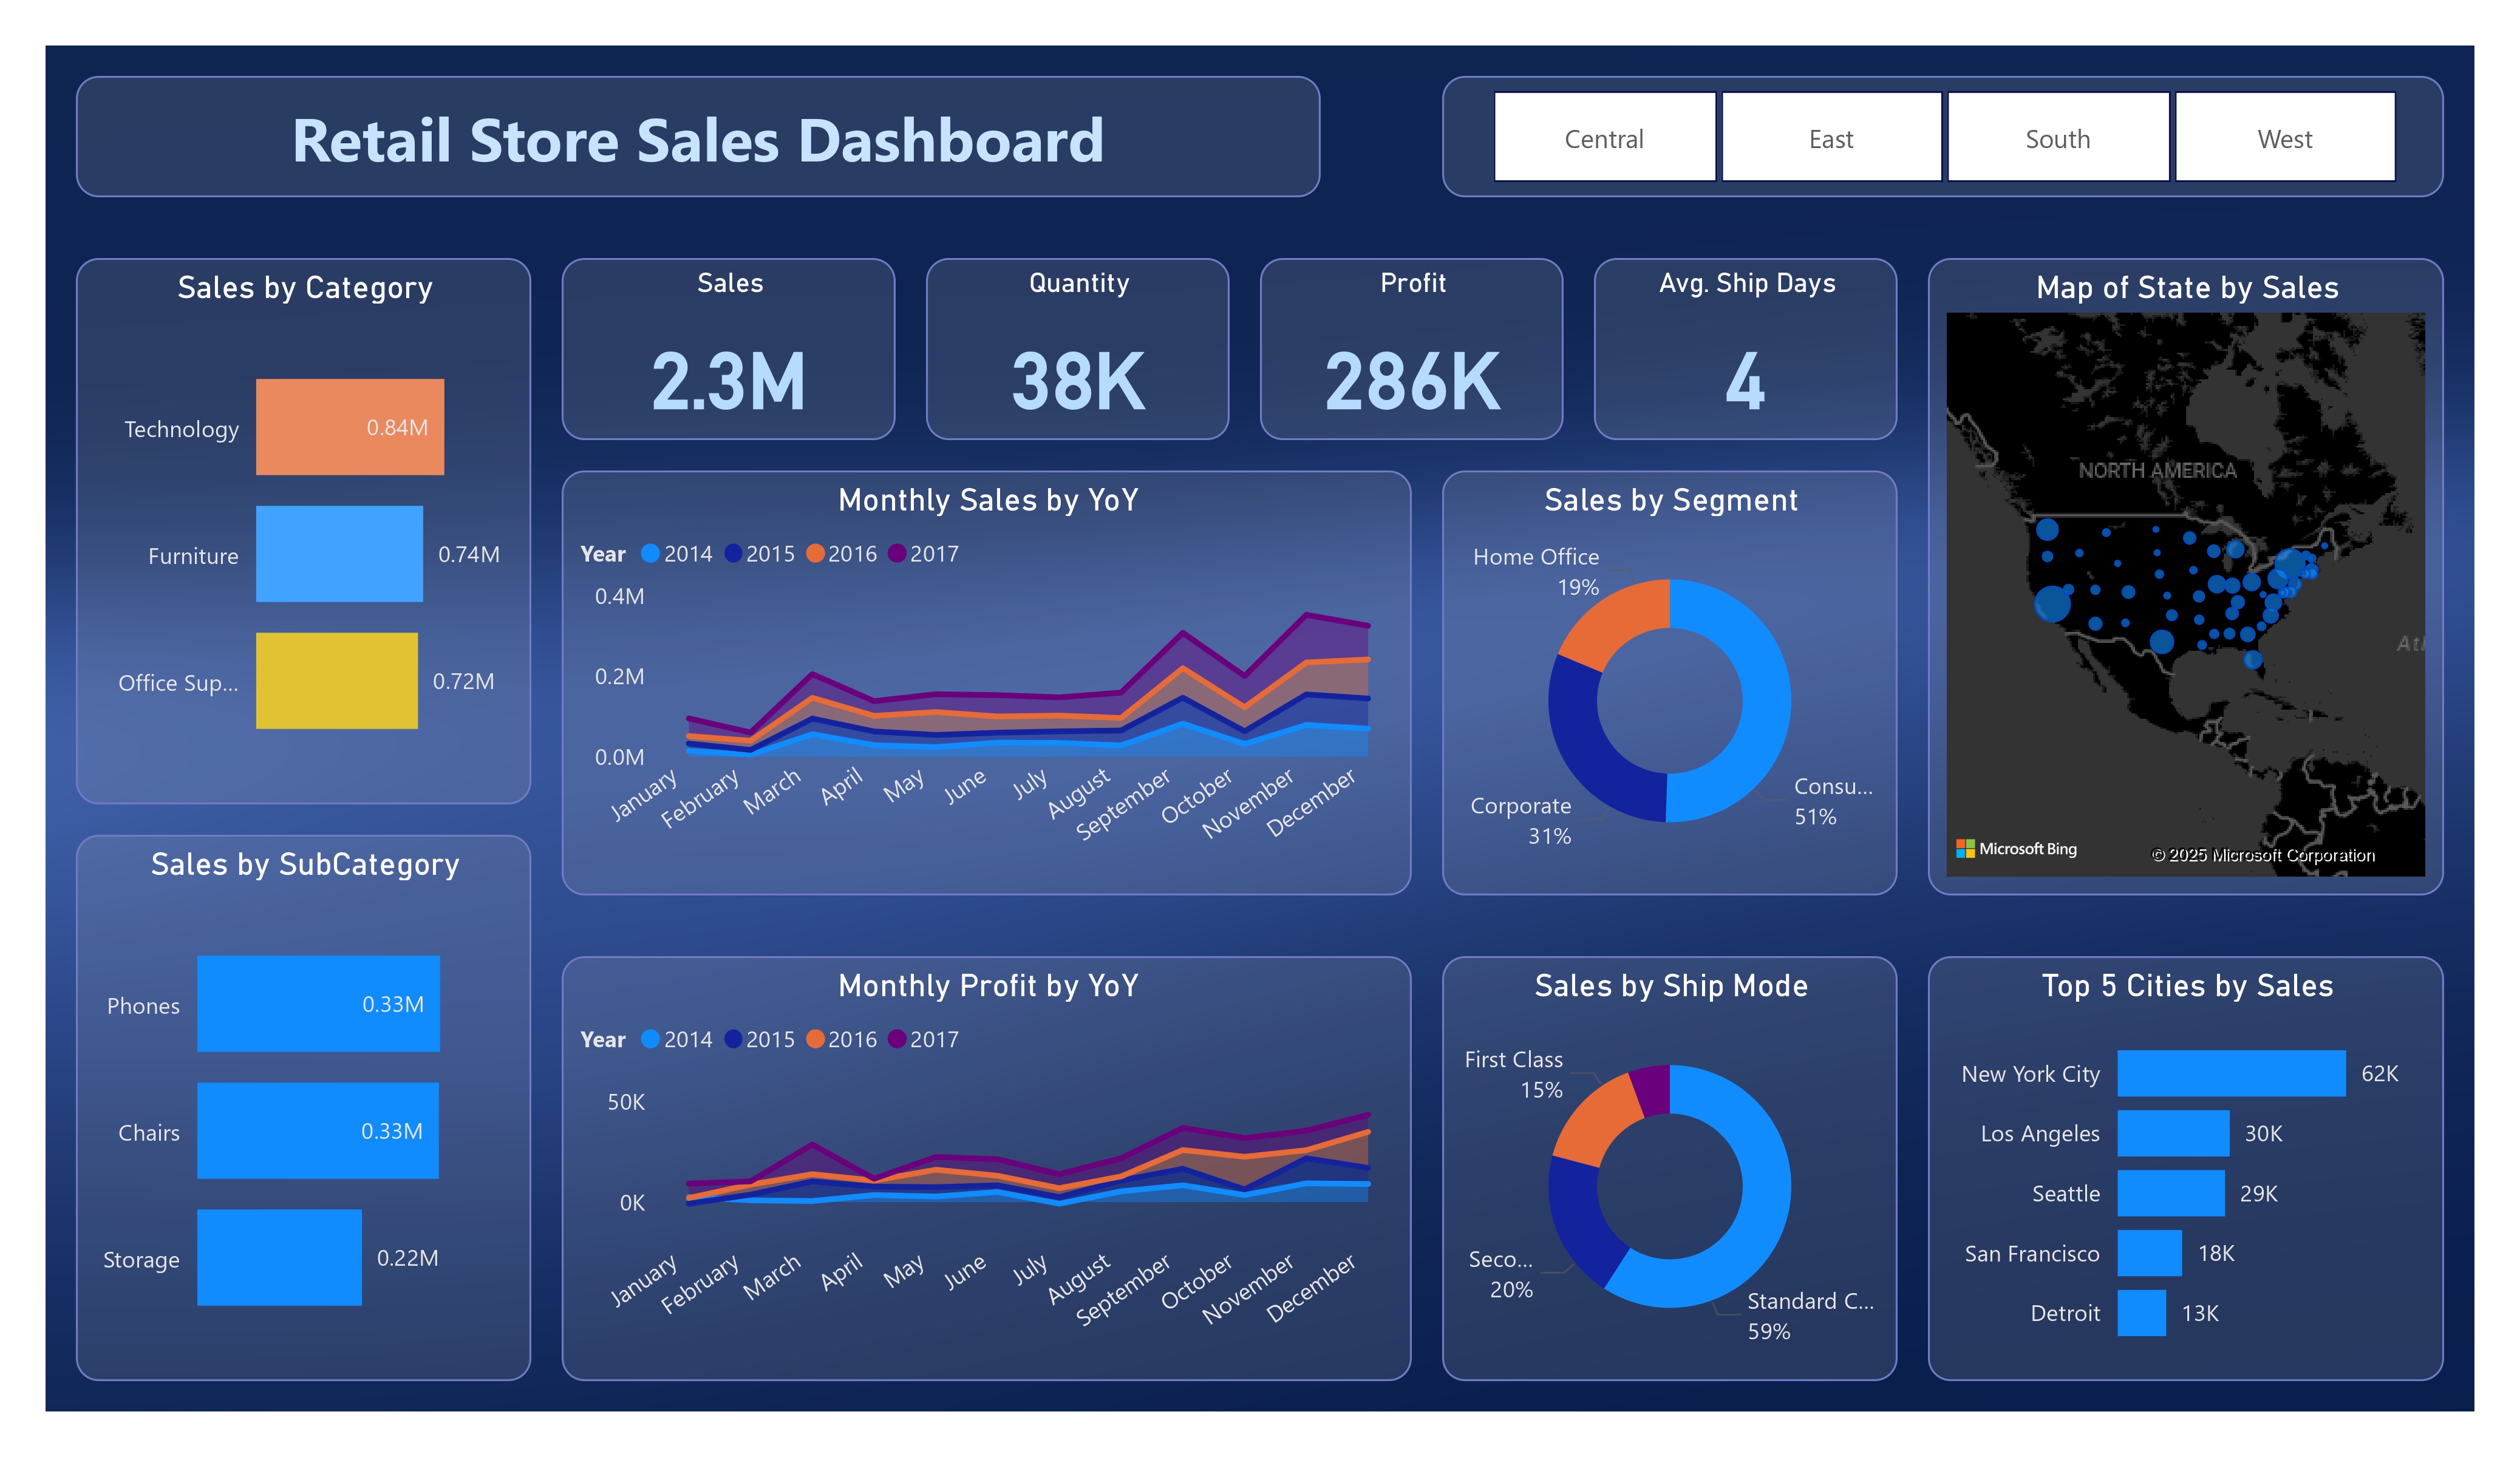 Retail Store Sales Dashboard
Central
East
South
West
Sales by Category
Technology
0.84M
Furniture
0.74M
Office Sup...
0.72M
Sales
2.3M
Quantity
38K
Profit
286K
Avg. Ship Days
4
Monthly Sales by YoY
Year 2014 2015 2016 2017
0.4M
0.2M
0.0M
January
February
March
April
May
June
July
August
September
October
November
December
Sales by Segment
Home Office
19%
Corporate
31%
Consu...
51%
Map of State by Sales
NORTH AMERICA
Atl
Microsoft Bing
© 2025 Microsoft Corporation
Sales by SubCategory
Phones
0.33M
Chairs
0.33M
Storage
0.22M
Monthly Profit by YoY
Year 2014 2015 2016 2017
50K
0K
January
February
March
April
May
June
July
August
September
October
November
December
Sales by Ship Mode
First Class
15%
Seco...
20%
Standard C...
59%
Top 5 Cities by Sales
New York City
62K
Los Angeles
30K
Seattle
29K
San Francisco
18K
Detroit
13K